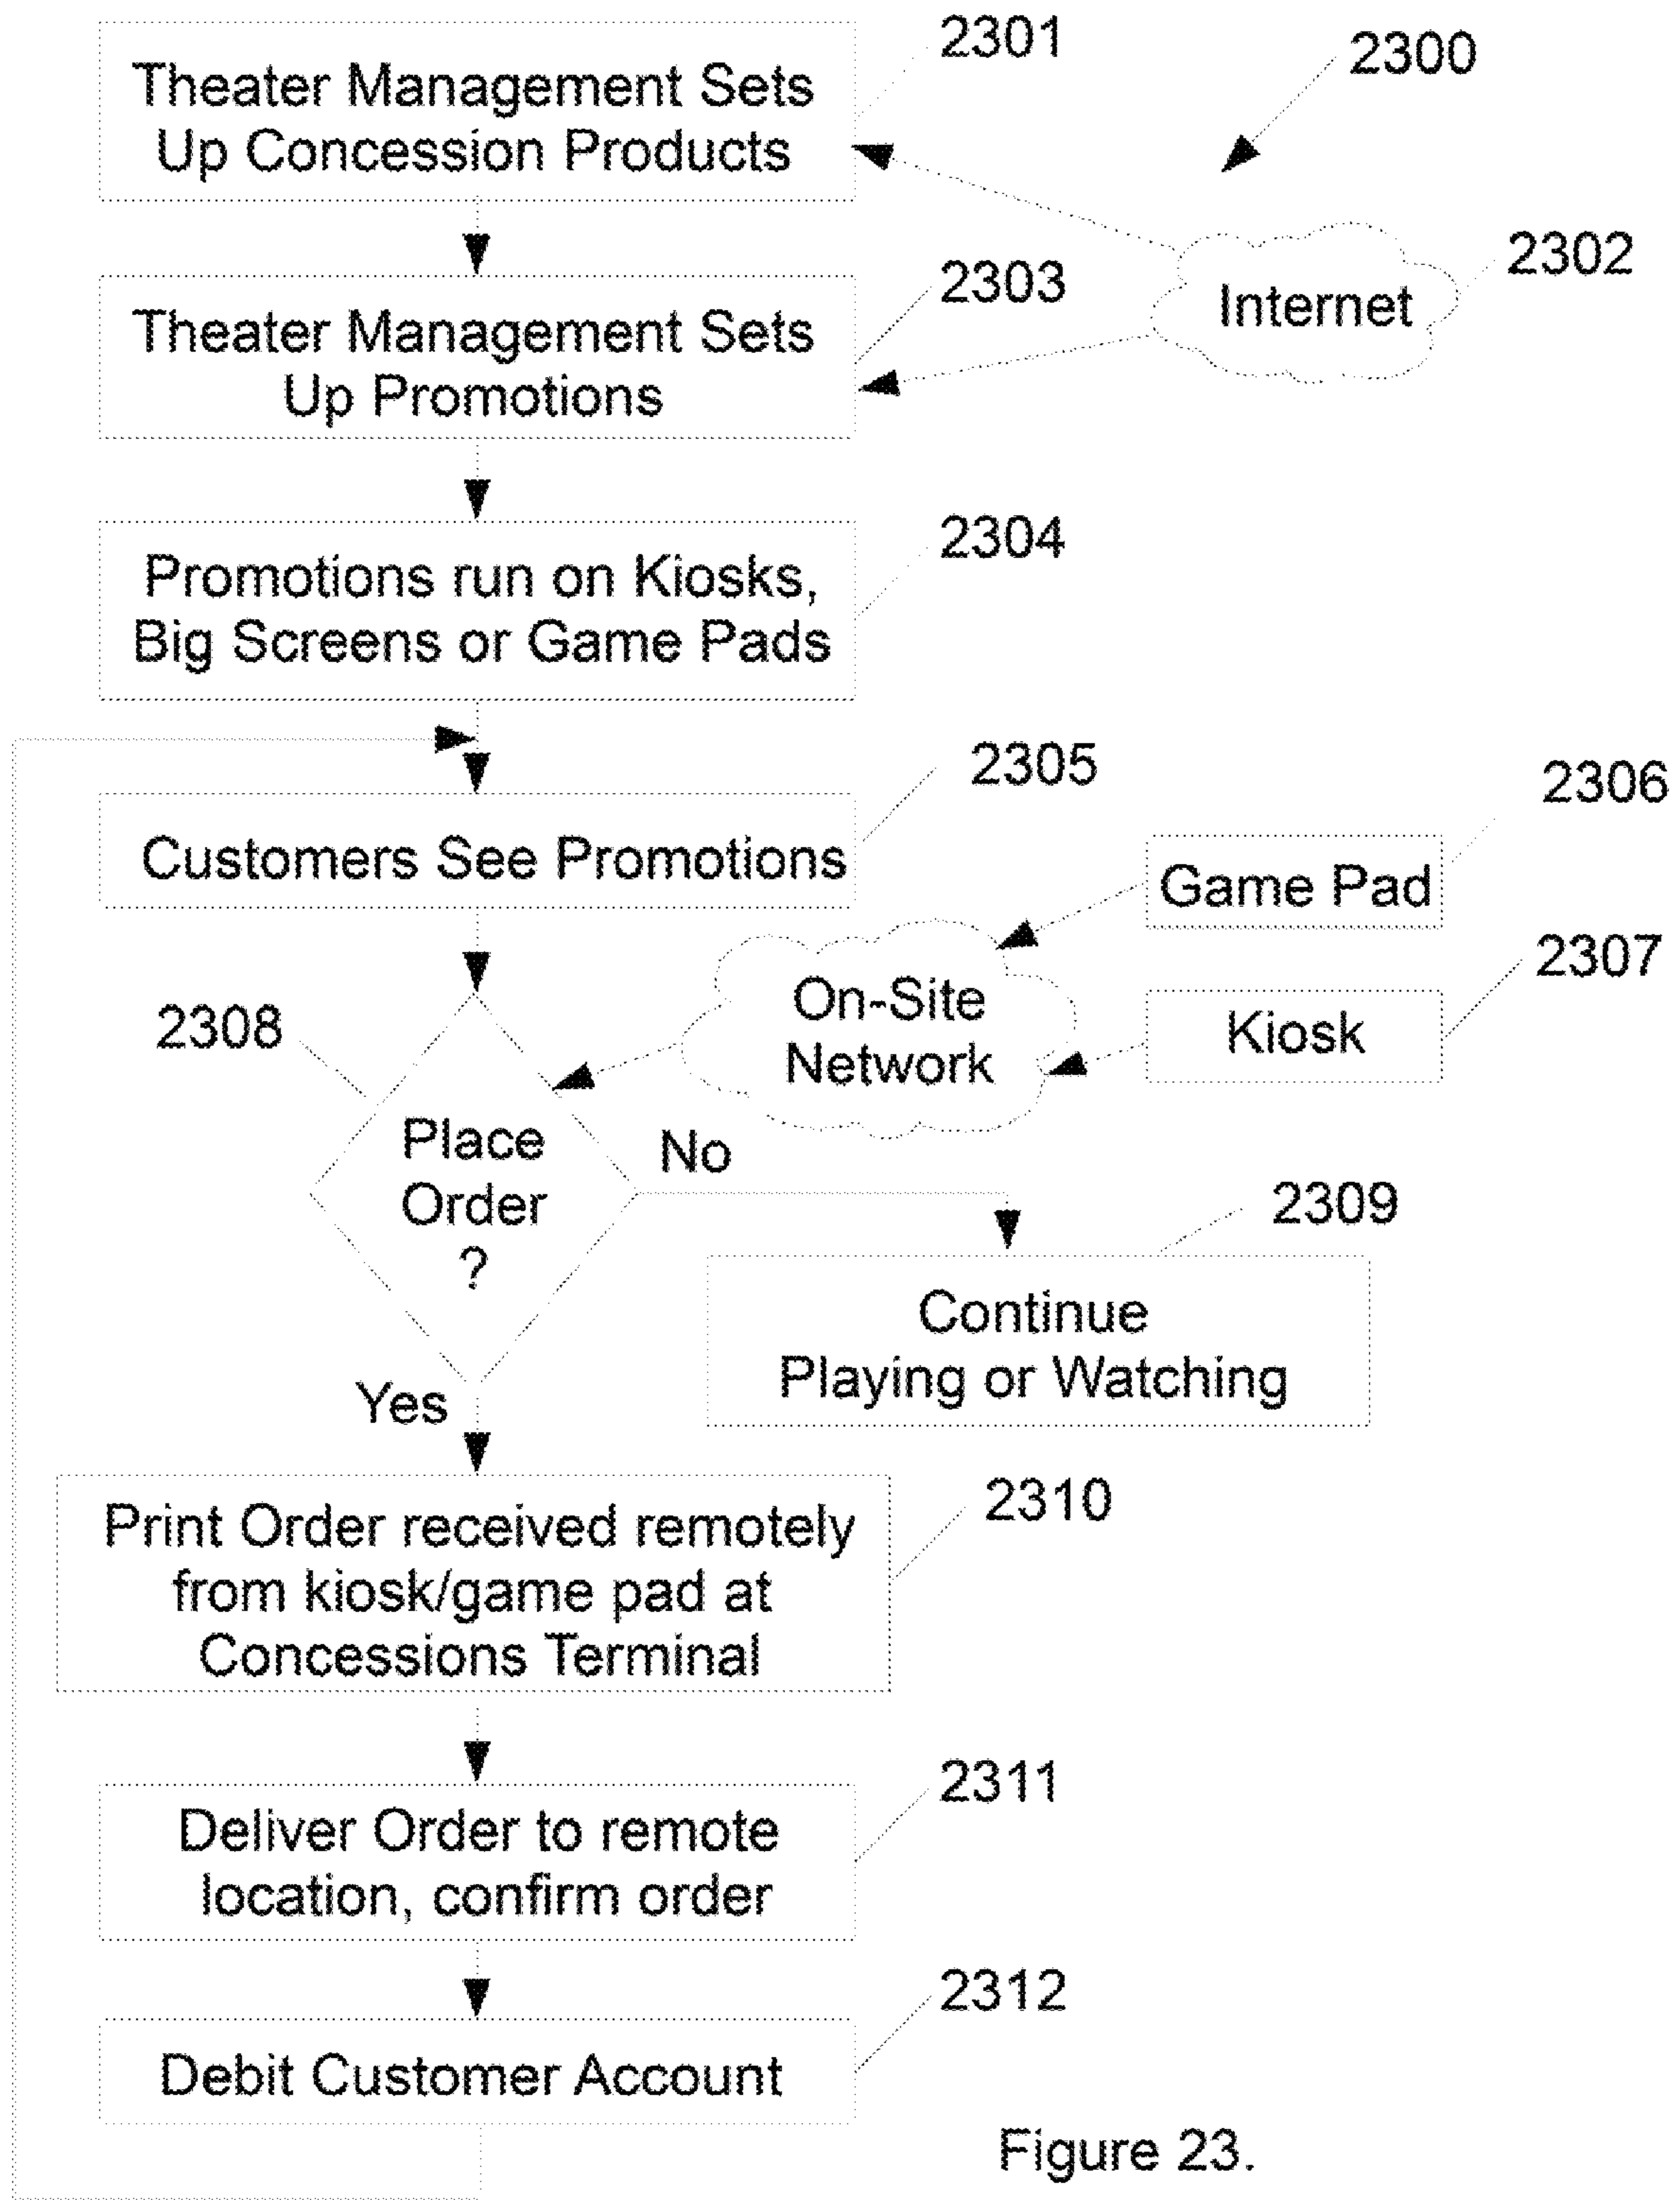 2301
2300
Theater Management Sets
Up Concession Products
2302
Internet
2303
Theater Management Sets
Up Promotions
2304
Promotions run on Kiosks,
Big Screens or Game Pads
2305
Customers See Promotions
2306
Game Pad
2307
Kiosk
On-Site
Network
2308
Place
Order
?
No
2309
Continue
Playing or Watching
Yes
2310
Print Order received remotely
from kiosk/game pad at
Concessions Terminal
2311
Deliver Order to remote
location, confirm order
2312
Debit Customer Account
Figure 23.